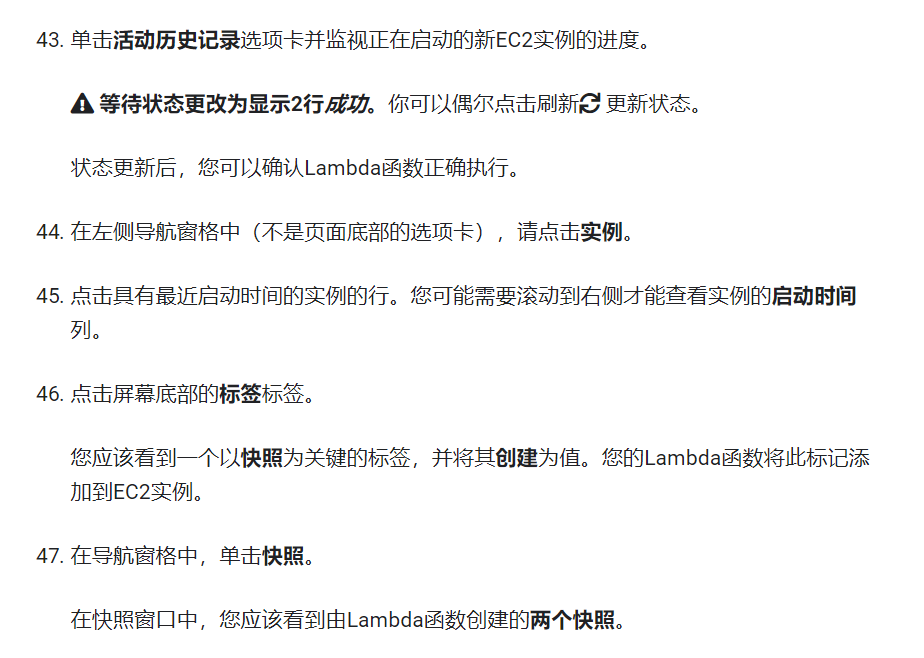 43. 单击活动历史记录选项卡并监视正在启动的新EC2实例的进度。
等待状态更改为显示2行成功。你可以偶尔点击刷新 更新状态。
状态更新后，您可以确认Lambda函数正确执行。
44. 在左侧导航窗格中（不是页面底部的选项卡），请点击实例。
45. 点击具有最近启动时间的实例的行。您可能需要滚动到右侧才能查看实例的启动时间
列。
46. 点击屏幕底部的标签标签。
您应该看到一个以快照为关键的标签，并将其创建为值。您的Lambda函数将此标记添
加到EC2实例。
47. 在导航窗格中，单击快照。
在快照窗口中，您应该看到由Lambda函数创建的两个快照。